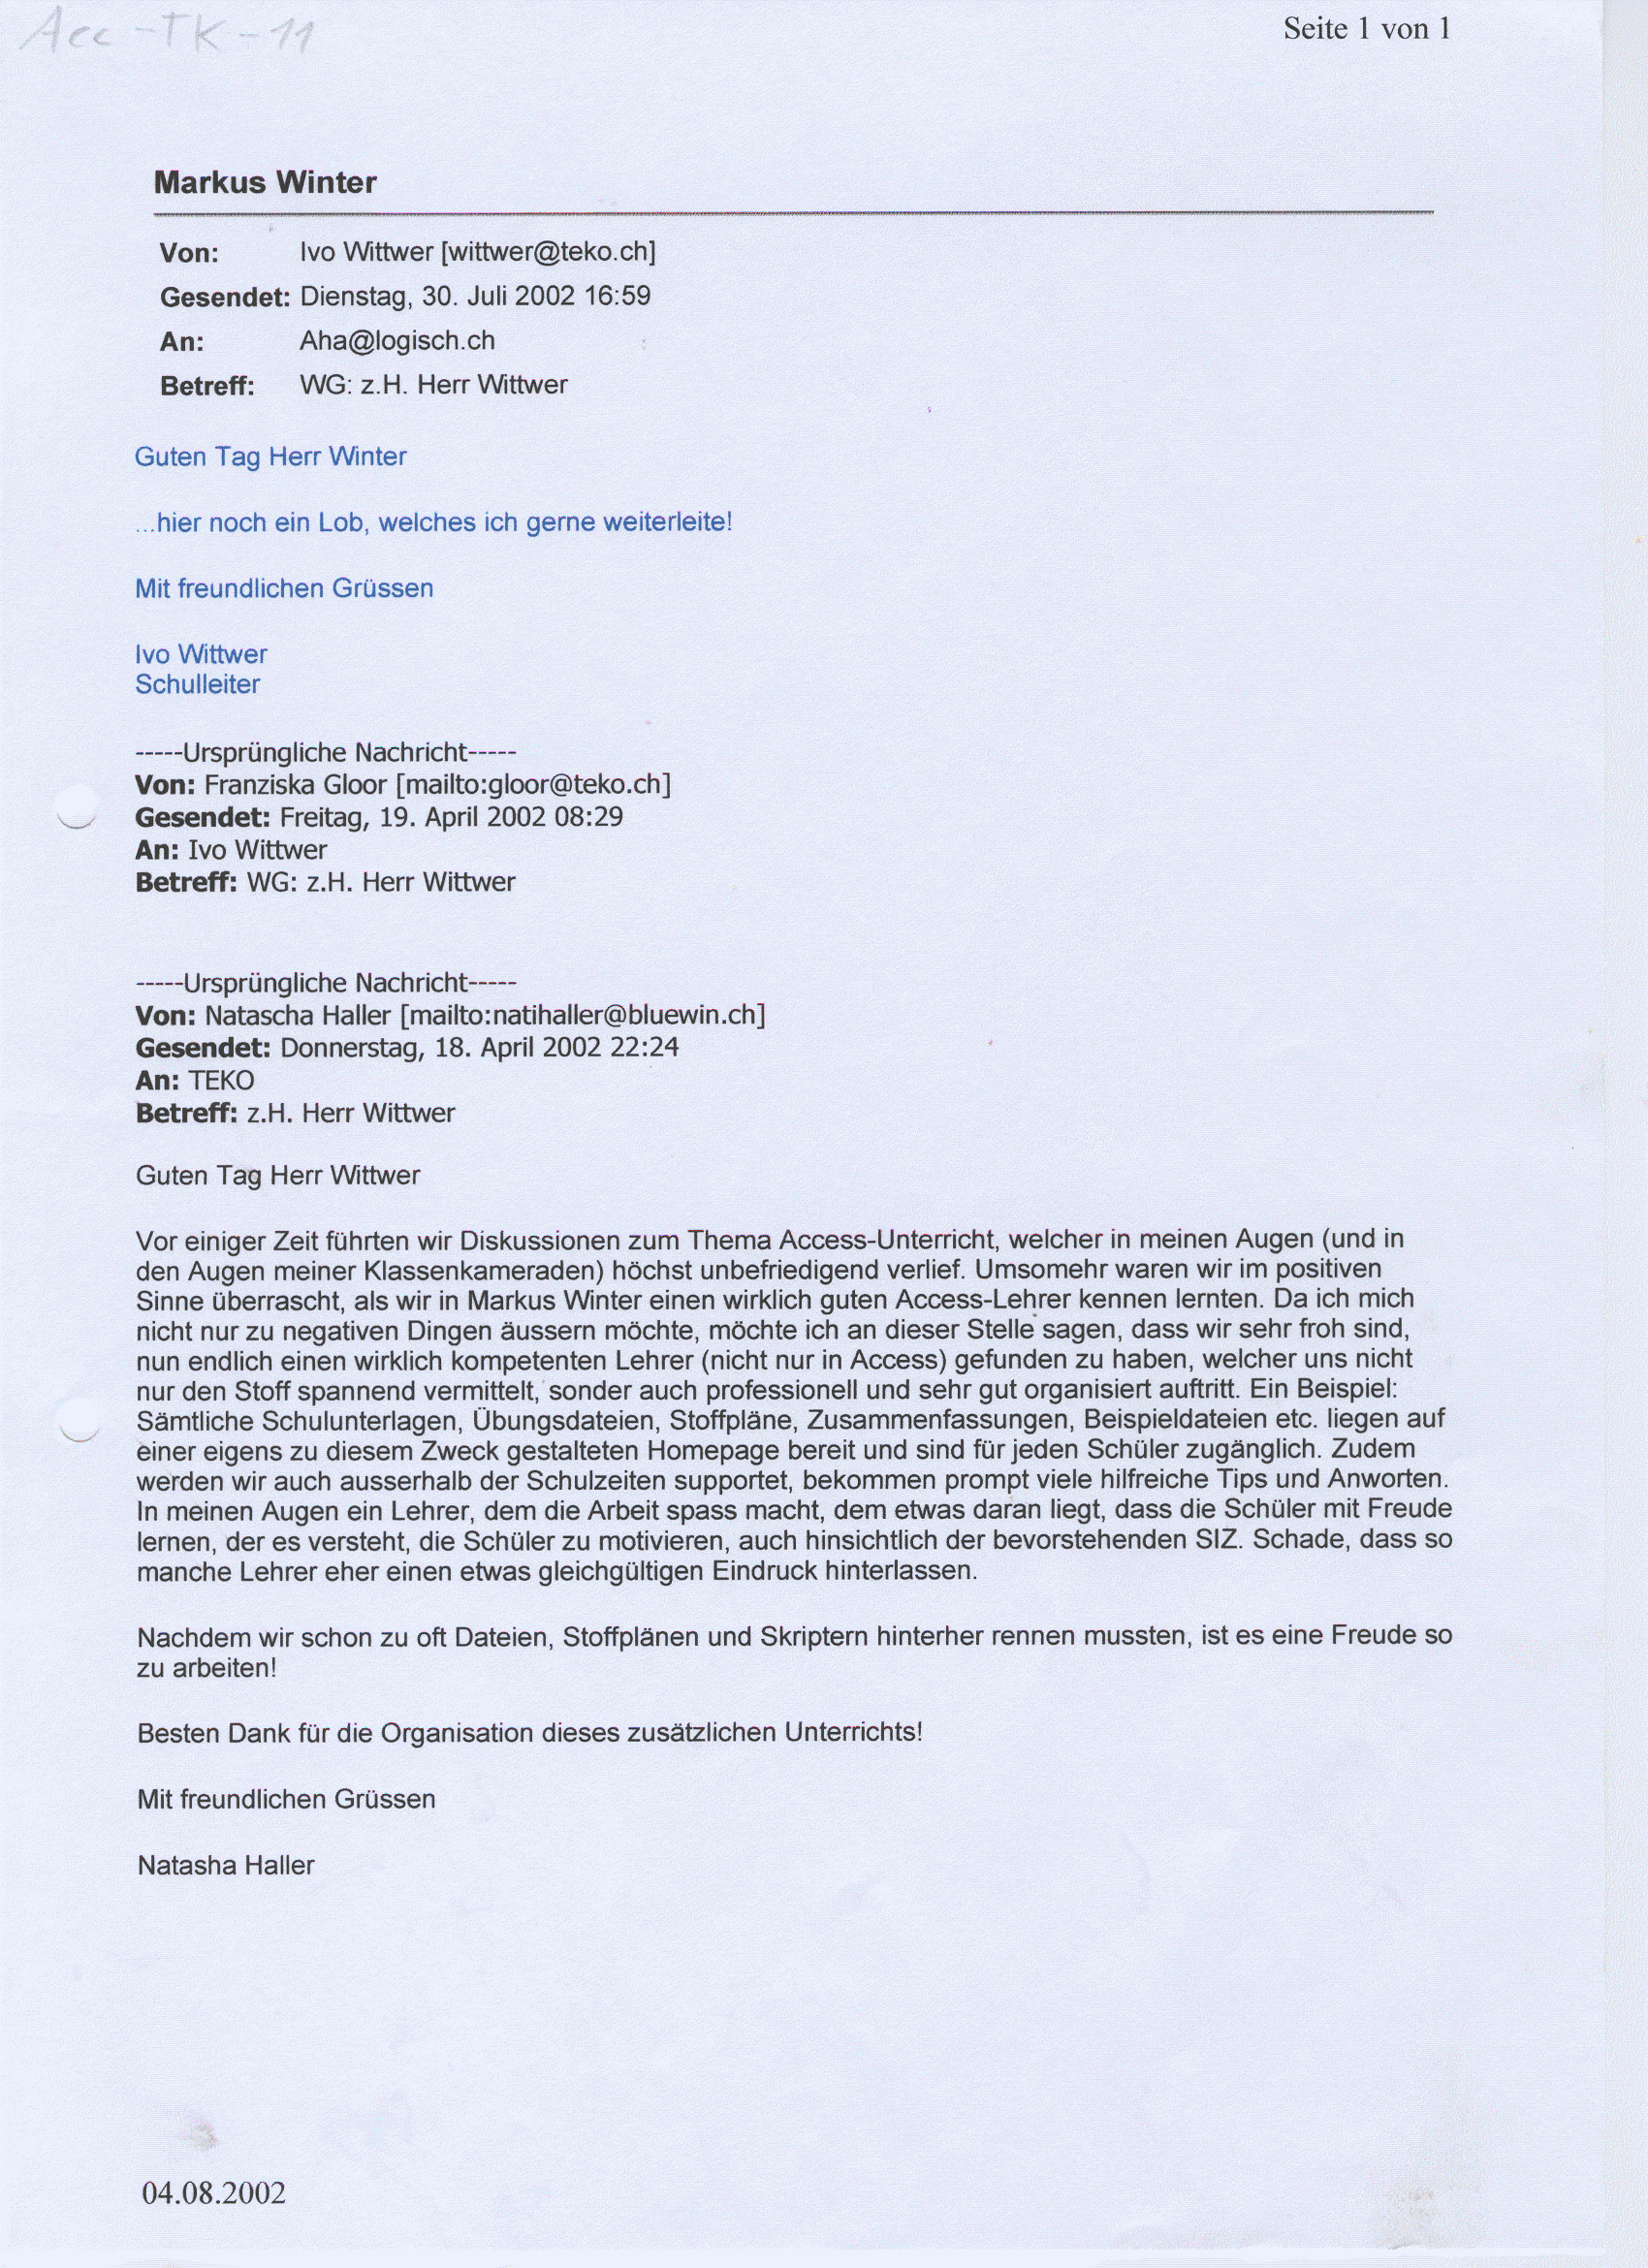 Acc-TK-11
Seite 1 von 1
Markus Winter
Von: Ivo Wittwer [wittwer@teko.ch]
Gesendet: Dienstag, 30. Juli 2002 16:59
An: Aha@logisch.ch
Betreff: WG: z.H. Herr Wittwer
Guten Tag Herr Winter
...hier noch ein Lob, welches ich gerne weiterleite!
Mit freundlichen Grüssen
Ivo Wittwer
Schulleiter
-----Ursprüngliche Nachricht-----
Von: Franziska Gloor [mailto:gloor@teko.ch]
Gesendet: Freitag, 19. April 2002 08:29
An: Ivo Wittwer
Betreff: WG: z.H. Herr Wittwer
-----Ursprüngliche Nachricht-----
Von: Natascha Haller [mailto:natihaller@bluewin.ch]
Gesendet: Donnerstag, 18. April 2002 22:24
An: TEKO
Betreff: z.H. Herr Wittwer
Guten Tag Herr Wittwer
Vor einiger Zeit führten wir Diskussionen zum Thema Access-Unterricht, welcher in meinen Augen (und in
den Augen meiner Klassenkameraden) höchst unbefriedigend verlief. Umsomehr waren wir im positiven
Sinne überrascht, als wir in Markus Winter einen wirklich guten Access-Lehrer kennen lernten. Da ich mich
nicht nur zu negativen Dingen äussern möchte, möchte ich an dieser Stelle sagen, dass wir sehr froh sind,
nun endlich einen wirklich kompetenten Lehrer (nicht nur in Access) gefunden zu haben, welcher uns nicht
nur den Stoff spannend vermittelt, sonder auch professionell und sehr gut organisiert auftritt. Ein Beispiel:
Sämtliche Schulunterlagen, Übungsdateien, Stoffpläne, Zusammenfassungen, Beispieldateien etc. liegen auf
einer eigens zu diesem Zweck gestalteten Homepage bereit und sind für jeden Schüler zugänglich. Zudem
werden wir auch ausserhalb der Schulzeiten supportet, bekommen prompt viele hilfreiche Tips und Anworten.
In meinen Augen ein Lehrer, dem die Arbeit spass macht, dem etwas daran liegt, dass die Schüler mit Freude
lernen, der es versteht, die Schüler zu motivieren, auch hinsichtlich der bevorstehenden SIZ. Schade, dass so
manche Lehrer eher einen etwas gleichgültigen Eindruck hinterlassen.
Nachdem wir schon zu oft Dateien, Stoffplänen und Skriptern hinterher rennen mussten, ist es eine Freude so
zu arbeiten!
Besten Dank für die Organisation dieses zusätzlichen Unterrichts!
Mit freundlichen Grüssen
Natasha Haller
04.08.2002